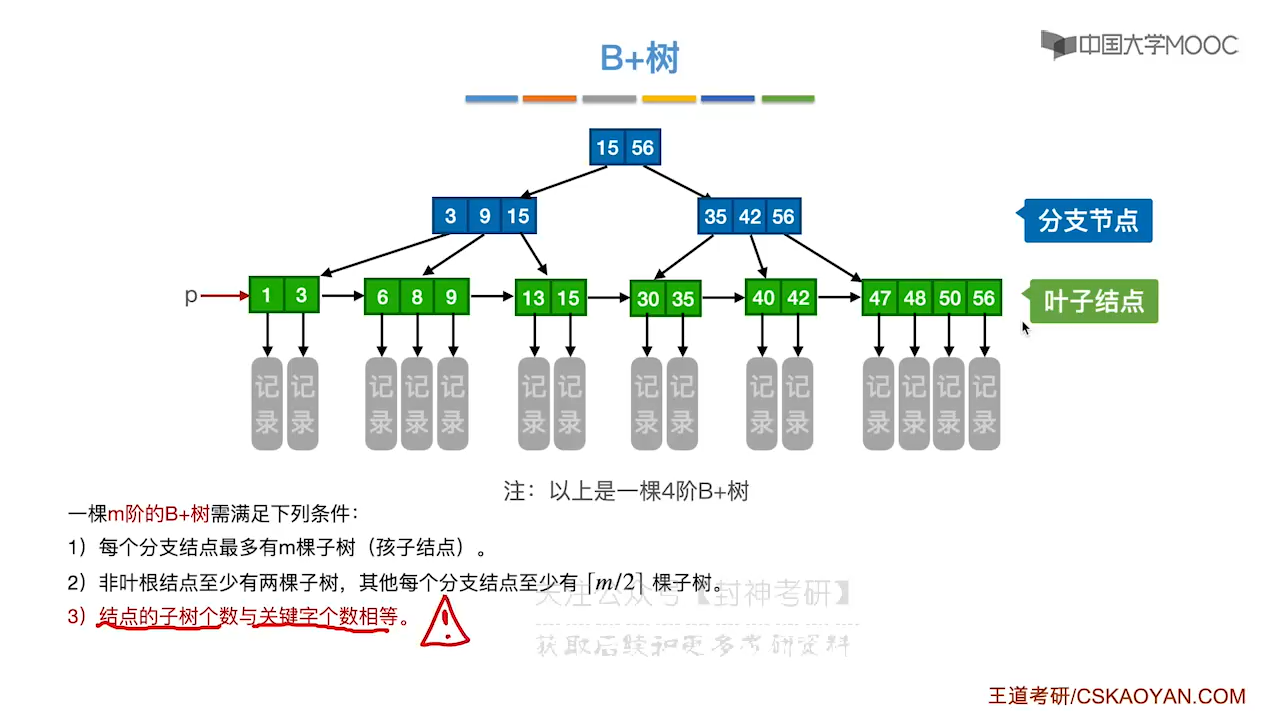 中国大学MOOC
B+树
15 56
3 9 15
35 42 56
分支节点
p
1 3
6 8 9
13 15
30 35
40 42
47 48 50 56
叶子结点
记录 记录 记录 记录 记录 记录 记录 记录 记录 记录 记录 记录 记录 记录 记录
注：以上是一棵4阶B+树
一棵m阶的B+树需满足下列条件：
1）每个分支结点最多有m棵子树（孩子结点）。
2）非叶根结点至少有两棵子树，其他每个分支结点至少有 ⌈m/2⌉ 棵子树。
3）结点的子树个数与关键字个数相等。
关注公众号【封神考研】
获取后续和更多考研资料
王道考研/CSKAOYAN.COM